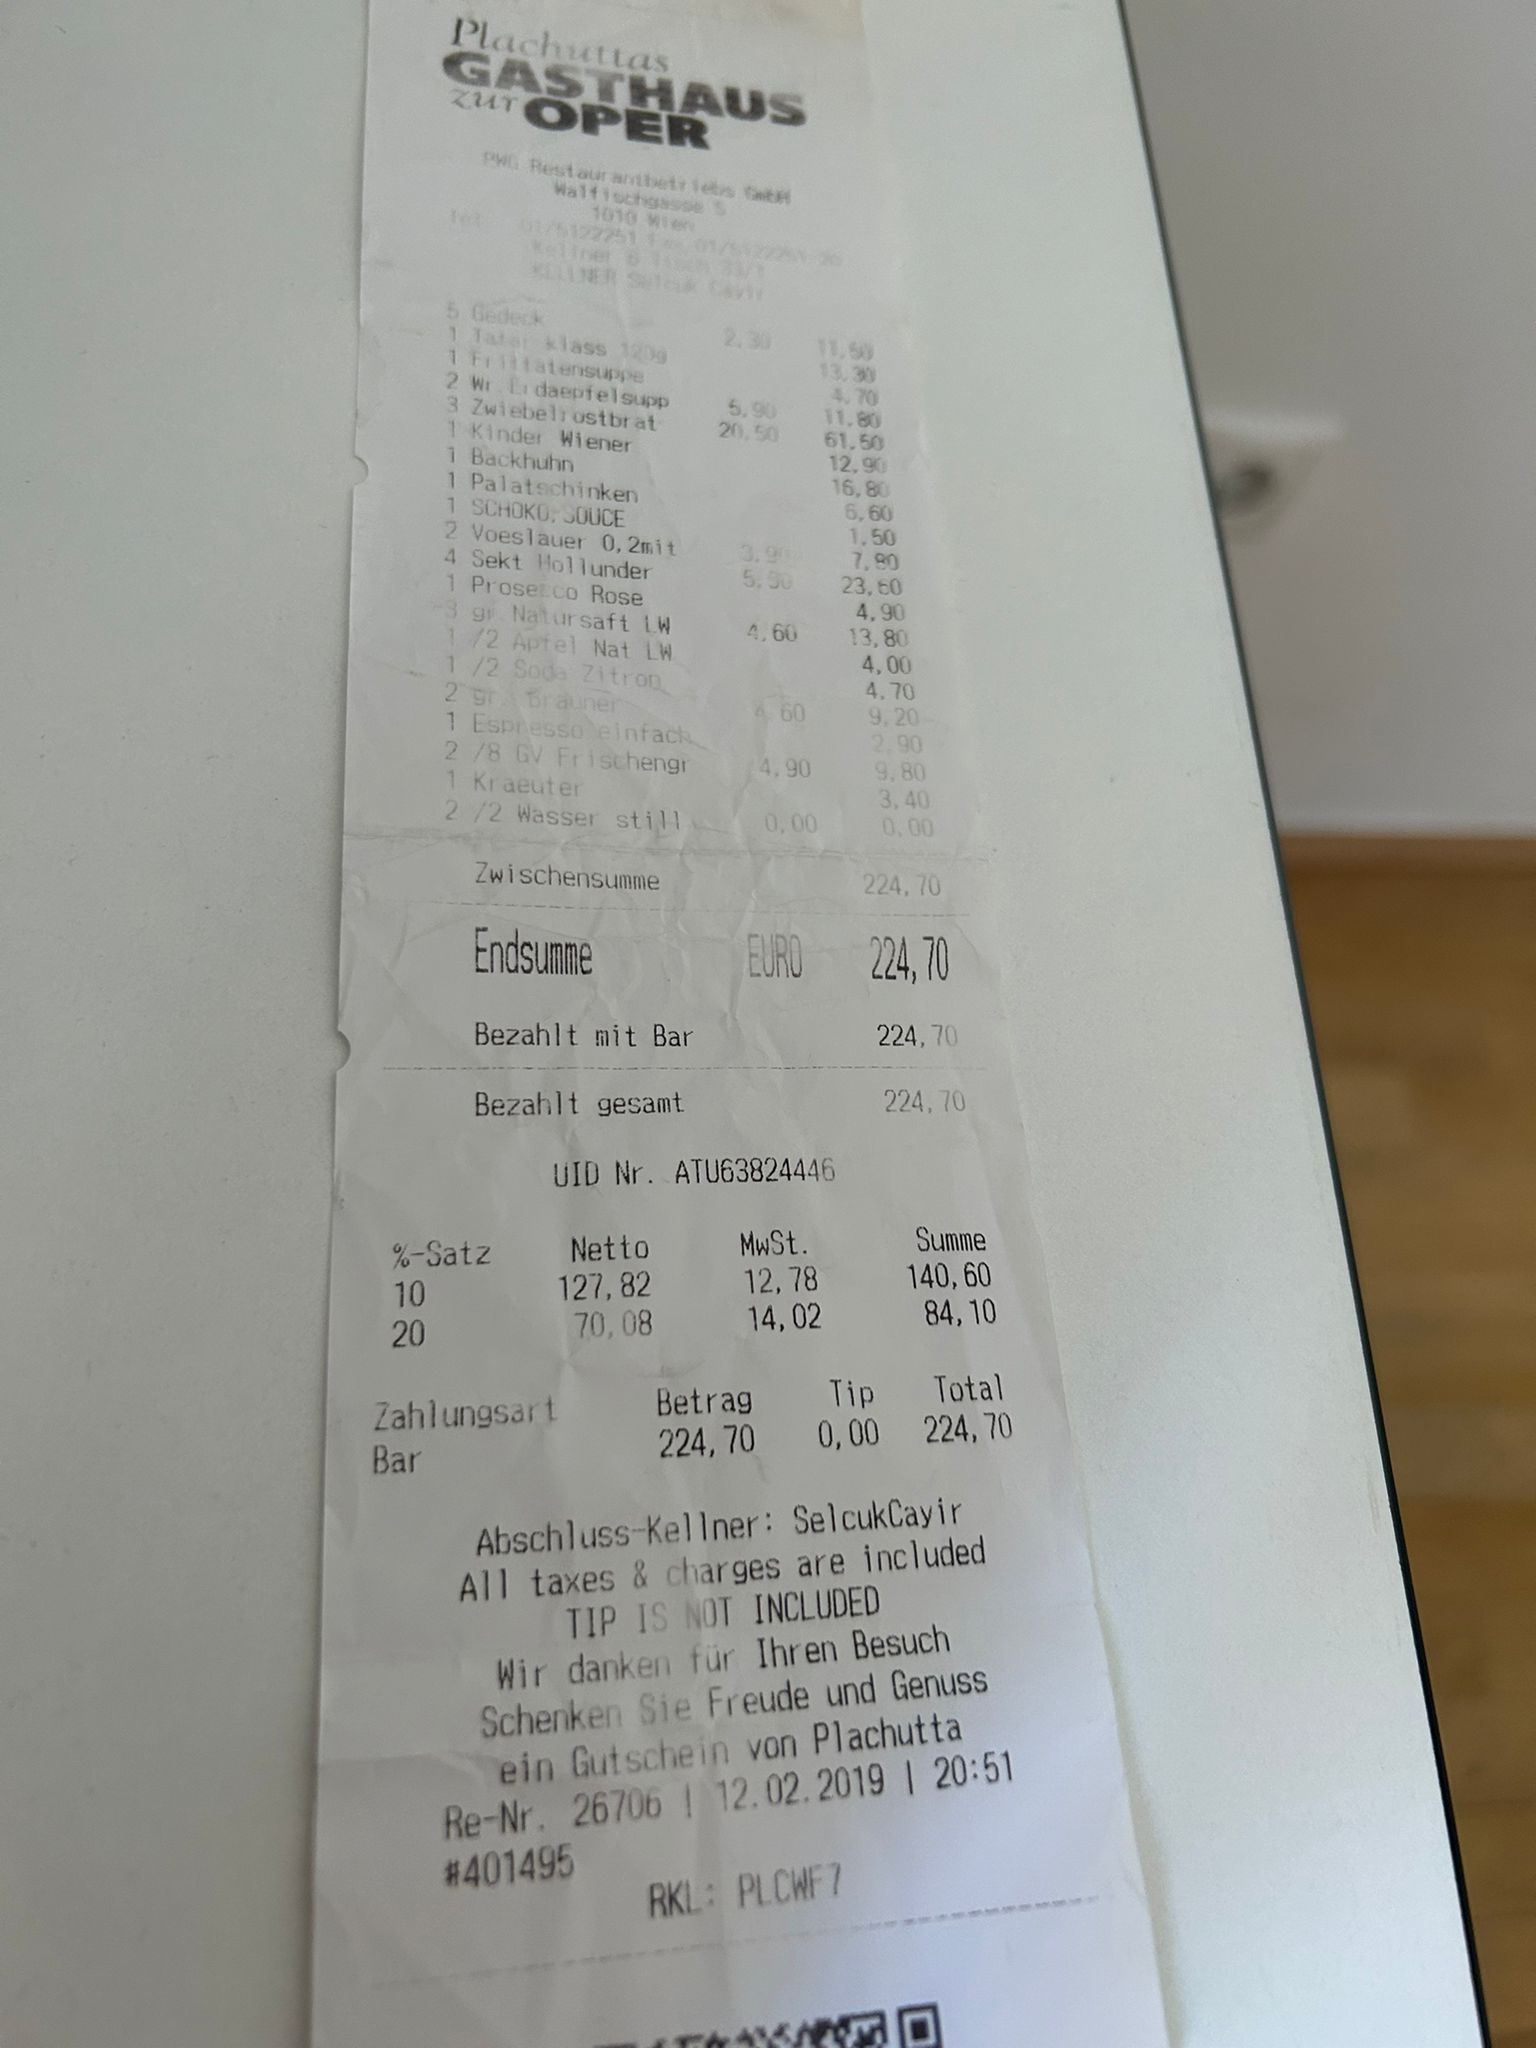 Plachuttas
GASTHAUS
zur OPER
PWG Restaurantbetriebs GmbH
Walfischgasse 5
1010 Wien
Tel 01/5122251 Fax 01/5122251-20
Kellner 6 Tisch 33/1
KELLNER Selcuk Cayir
5 Gedeck 2,30 11,50
1 Tatar klass 120g 13,30
1 Frittatensuppe 4,70
2 Wr.Erdaepfelsupp 5,90 11,80
3 Zwiebelrostbrat 20,50 61,50
1 Kinder Wiener 12,90
1 Backhuhn 16,80
1 Palatschinken 6,60
1 SCHOKO.SOUCE 1,50
2 Voeslauer 0,2mit 3,90 7,80
4 Sekt Hollunder 5,90 23,60
1 Prosecco Rose 4,90
3 gr.Natursaft LW 4,60 13,80
1 /2 Apfel Nat LW 4,00
1 /2 Soda Zitron 4,70
2 gr. Brauner 4,60 9,20
1 Espresso einfach 2,90
2 /8 GV Frischengr 4,90 9,80
1 Kraeuter 3,40
2 /2 Wasser still 0,00 0,00
Zwischensumme 224,70
Endsumme EURO 224,70
Bezahlt mit Bar 224,70
Bezahlt gesamt 224,70
UID Nr. ATU63824446
%-Satz Netto MwSt. Summe
10 127,82 12,78 140,60
20 70,08 14,02 84,10
Zahlungsart Betrag Tip Total
Bar 224,70 0,00 224,70
Abschluss-Kellner: SelcukCayir
All taxes & charges are included
TIP IS NOT INCLUDED
Wir danken für Ihren Besuch
Schenken Sie Freude und Genuss
ein Gutschein von Plachutta
Re-Nr. 26706 | 12.02.2019 | 20:51
#401495
RKL: PLCWF7